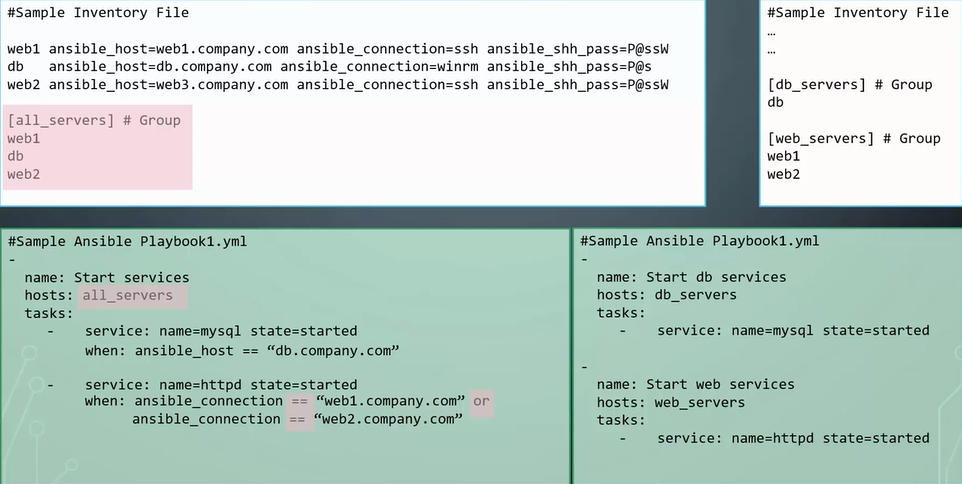 #Sample Inventory File
web1 ansible_host=web1.company.com ansible_connection=ssh ansible_shh_pass=P@ssW
db ansible_host=db.company.com ansible_connection=winrm ansible_shh_pass=P@s
web2 ansible_host=web3.company.com ansible_connection=ssh ansible_shh_pass=P@ssW
[all_servers] # Group
web1
db
web2
#Sample Inventory File
…
…
[db_servers] # Group
db
[web_servers] # Group
web1
web2
#Sample Ansible Playbook1.yml
-
name: Start services
hosts: all_servers
tasks:
- service: name=mysql state=started
when: ansible_host == “db.company.com”
- service: name=httpd state=started
when: ansible_connection == “web1.company.com” or
ansible_connection == “web2.company.com”
#Sample Ansible Playbook1.yml
-
name: Start db services
hosts: db_servers
tasks:
- service: name=mysql state=started
-
name: Start web services
hosts: web_servers
tasks:
- service: name=httpd state=started